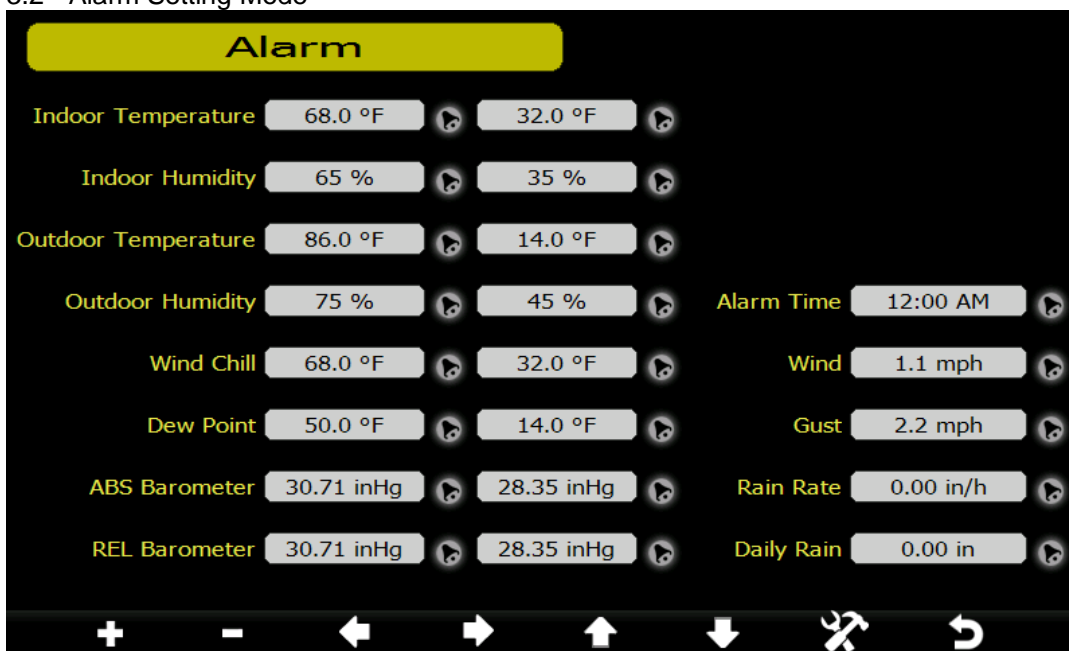 Alarm
Indoor Temperature 68.0 °F 32.0 °F
Indoor Humidity 65 % 35 %
Outdoor Temperature 86.0 °F 14.0 °F
Outdoor Humidity 75 % 45 % Alarm Time 12:00 AM
Wind Chill 68.0 °F 32.0 °F Wind 1.1 mph
Dew Point 50.0 °F 14.0 °F Gust 2.2 mph
ABS Barometer 30.71 inHg 28.35 inHg Rain Rate 0.00 in/h
REL Barometer 30.71 inHg 28.35 inHg Daily Rain 0.00 in